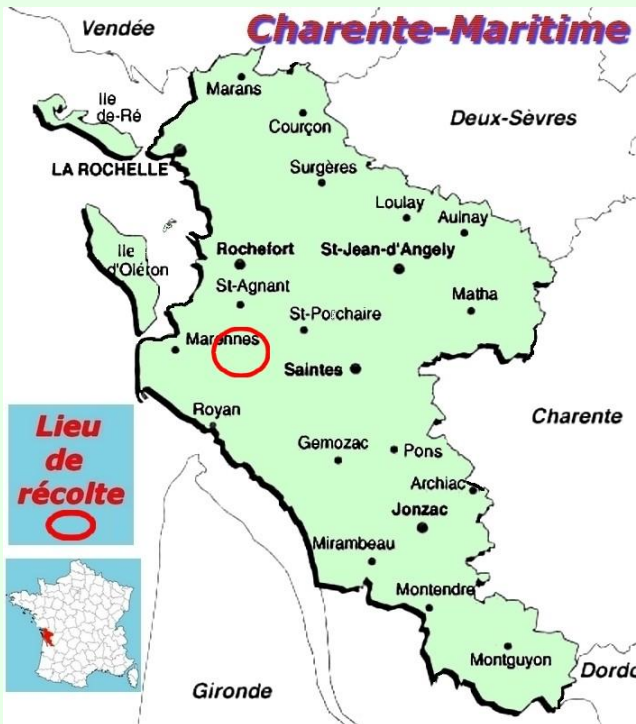 Charente-Maritime
Vendée
Marans
Ile
de-Ré
Courçon
Deux-Sèvres
LA ROCHELLE
Surgères
Loulay
Aulnay
Ile
d'Oléron
Rochefort
St-Jean-d'Angely
St-Agnant
Matha
St-Porchaire
Marennes
Saintes
Charente
Royan
Lieu
de
récolte
Gemozac
Pons
Archiac
Jonzac
Mirambeau
Montendre
Montguyon
Dordo
Gironde